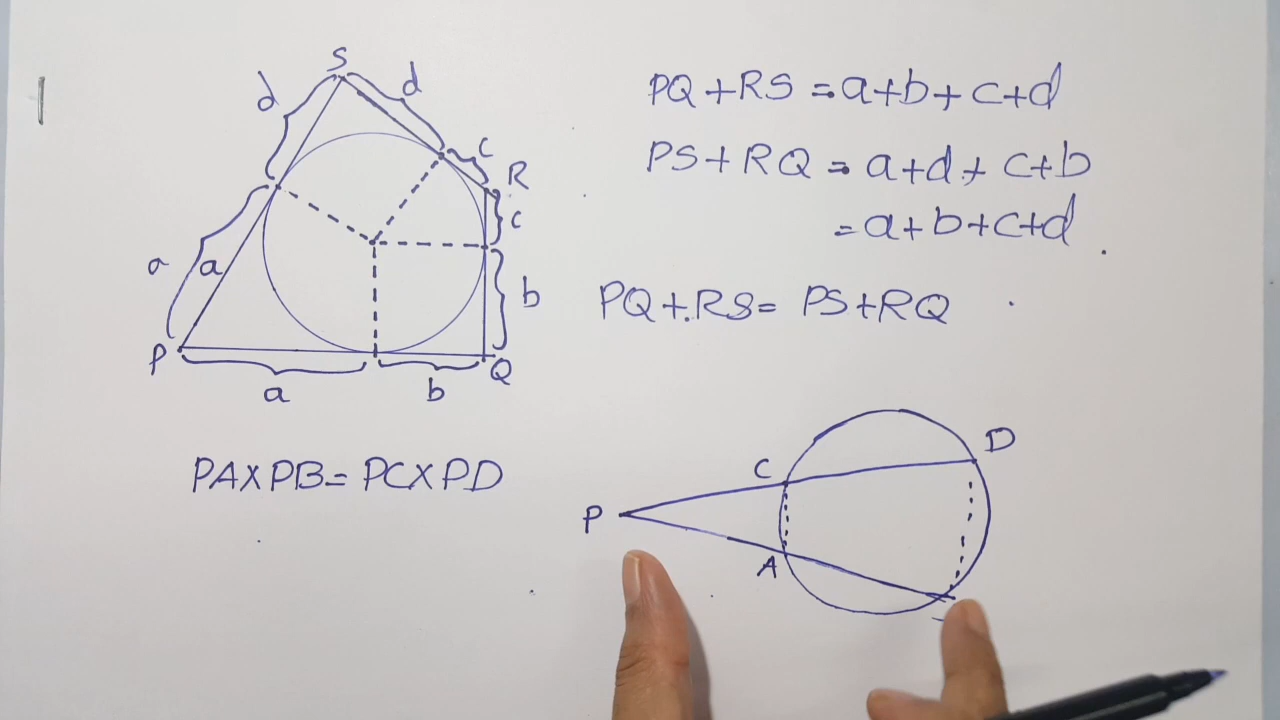 S
d
d
c
R
c
a
a
b
P
Q
a
b
PQ+RS=a+b+c+d
PS+RQ=a+d+c+b
=a+b+c+d
PQ+RS=PS+RQ
PA×PB=PC×PD
D
C
P
A